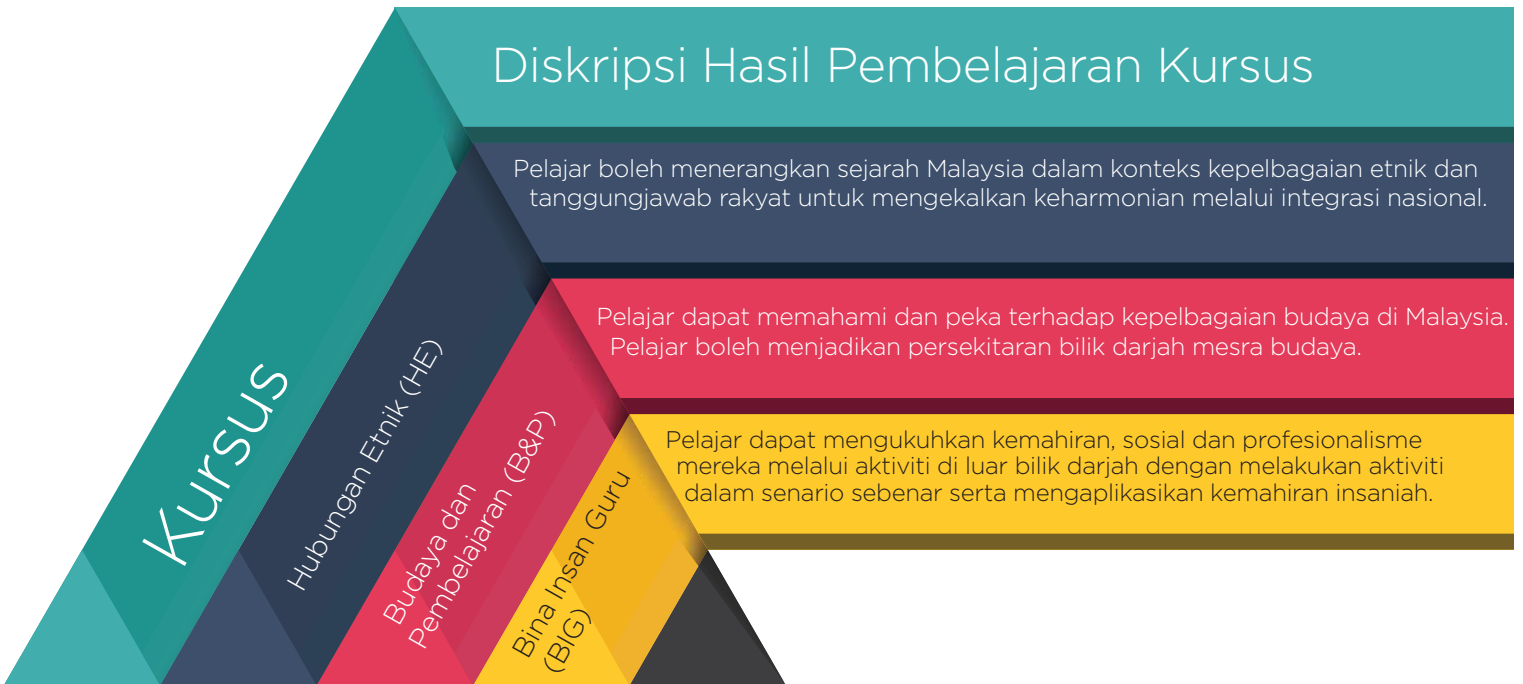 Kursus
Diskripsi Hasil Pembelajaran Kursus
Hubungan Etnik (HE)
Pelajar boleh menerangkan sejarah Malaysia dalam konteks kepelbagaian etnik dan
tanggungjawab rakyat untuk mengekalkan keharmonian melalui integrasi nasional.
Budaya dan
Pembelajaran (B&P)
Pelajar dapat memahami dan peka terhadap kepelbagaian budaya di Malaysia.
Pelajar boleh menjadikan persekitaran bilik darjah mesra budaya.
Bina Insan Guru
(BIG)
Pelajar dapat mengukuhkan kemahiran, sosial dan profesionalisme
mereka melalui aktiviti di luar bilik darjah dengan melakukan aktiviti
dalam senario sebenar serta mengaplikasikan kemahiran insaniah.